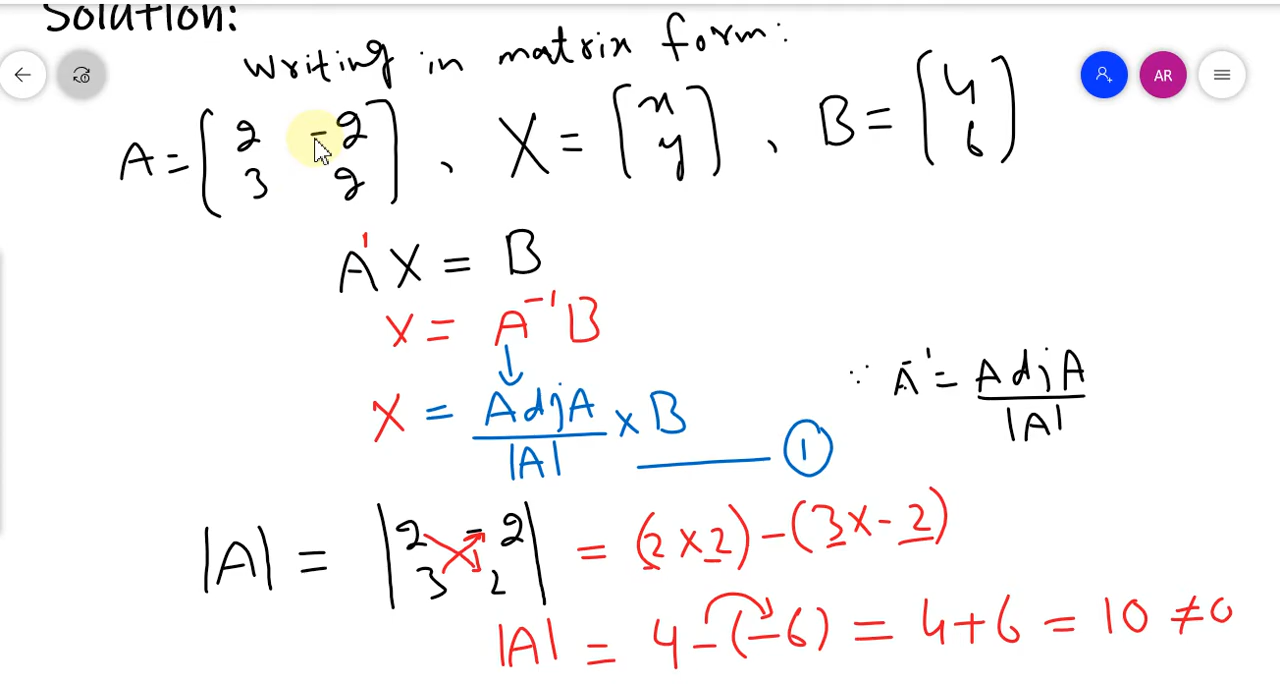 Solution:
Writing in matrix form:
A = [2 -2; 3 2], X = [x; y], B = [4; 6]
AR
A' X = B
X = A⁻¹ B
X = AdjA / |A| × B ——— ①
∵ A⁻¹ = AdjA / |A|
|A| = |2 -2; 3 2| = (2×2)-(3×-2)
|A| = 4-(-6) = 4+6 = 10 ≠ 0